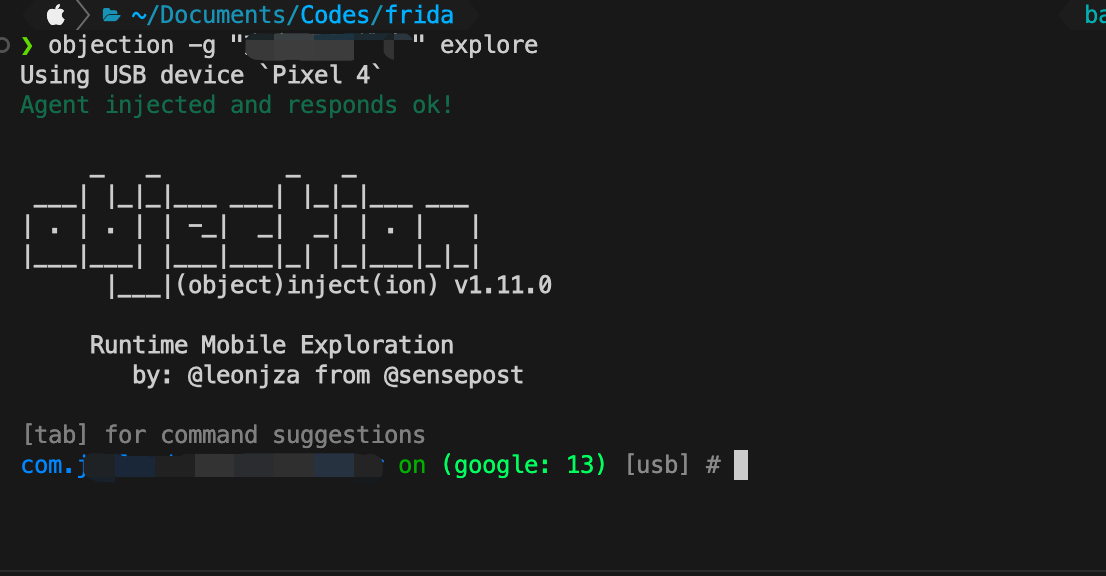 ~/Documents/Codes/frida
ba
❯ objection -g "" explore
Using USB device `Pixel 4`
Agent injected and responds ok!
     _   _         _   _
 ___| |_|_|___ ___| |_|_|___ ___
| . | . | | -_|  _|  _| | . |   |
|___|___| |___|___|_| |_|___|_|_|
      |___|(object)inject(ion) v1.11.0
Runtime Mobile Exploration
by: @leonjza from @sensepost
[tab] for command suggestions
com.j on (google: 13) [usb] #